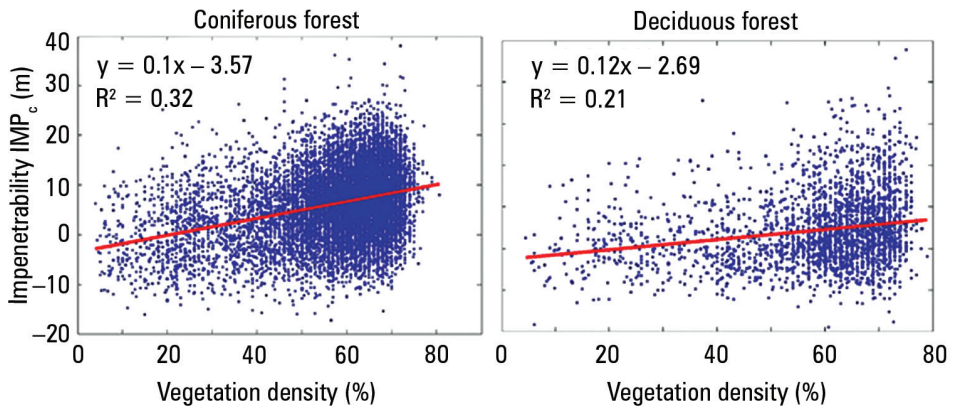 Coniferous forest
y = 0.1x – 3.57
R² = 0.32
Impenetrability IMPc (m)
40
30
20
10
0
–10
–20
0
20
40
60
80
Vegetation density (%)
Deciduous forest
y = 0.12x – 2.69
R² = 0.21
0
20
40
60
80
Vegetation density (%)